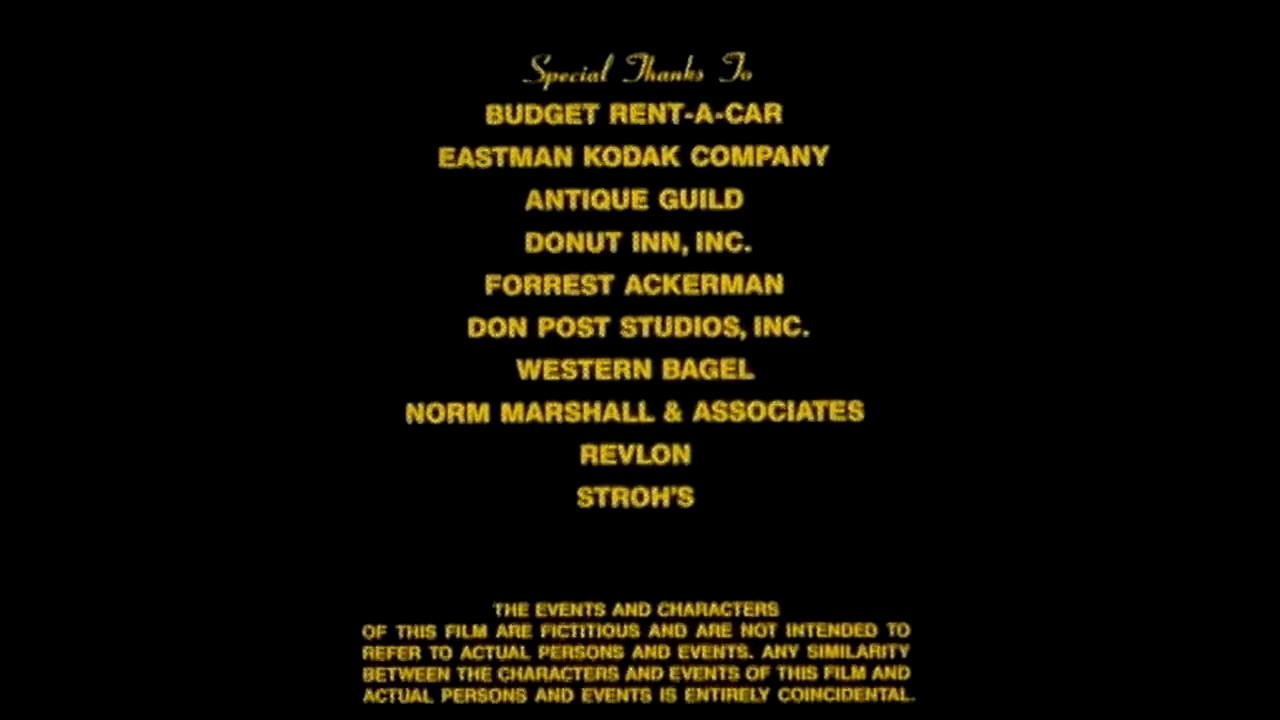 Special Thanks To
BUDGET RENT-A-CAR
EASTMAN KODAK COMPANY
ANTIQUE GUILD
DONUT INN, INC.
FORREST ACKERMAN
DON POST STUDIOS, INC.
WESTERN BAGEL
NORM MARSHALL & ASSOCIATES
REVLON
STROH'S
THE EVENTS AND CHARACTERS
OF THIS FILM ARE FICTITIOUS AND ARE NOT INTENDED TO
REFER TO ACTUAL PERSONS AND EVENTS. ANY SIMILARITY
BETWEEN THE CHARACTERS AND EVENTS OF THIS FILM AND
ACTUAL PERSONS AND EVENTS IS ENTIRELY COINCIDENTAL.